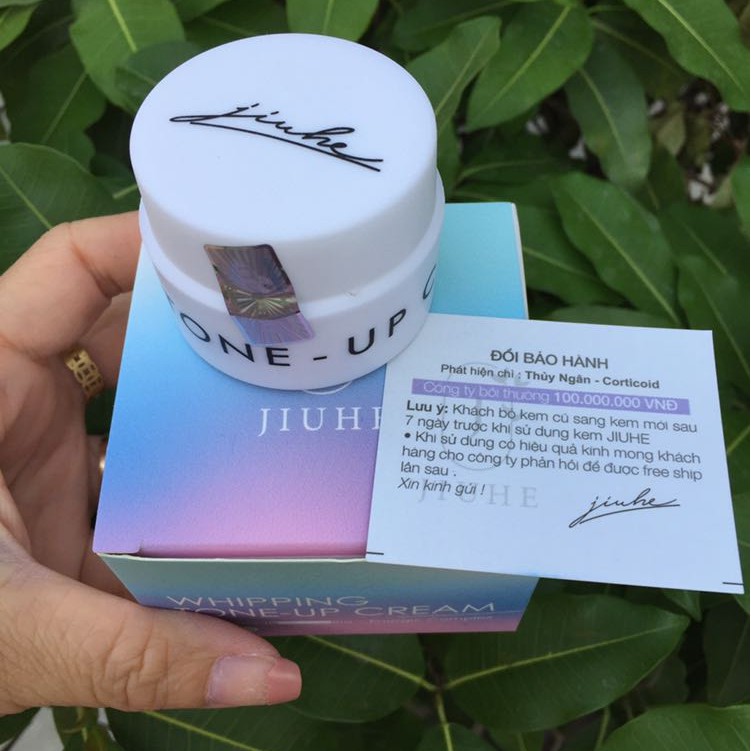 jiuhe
TONE-UP C
JIUHE
ĐỔI BẢO HÀNH
Phát hiện chì : Thủy Ngân - Corticoid
Công ty bồi thường 100.000.000 VNĐ
Lưu ý: Khách bỏ kem cũ sang kem mới sau
7 ngày trước khi sử dụng kem JIUHE
• Khi sử dụng có hiệu quả kính mong khách
hàng cho công ty phản hồi để được free ship
lần sau .
Xin kính gửi !
JIUHE
jiuhe
WHIPPING
TONE-UP CREAM
Complex